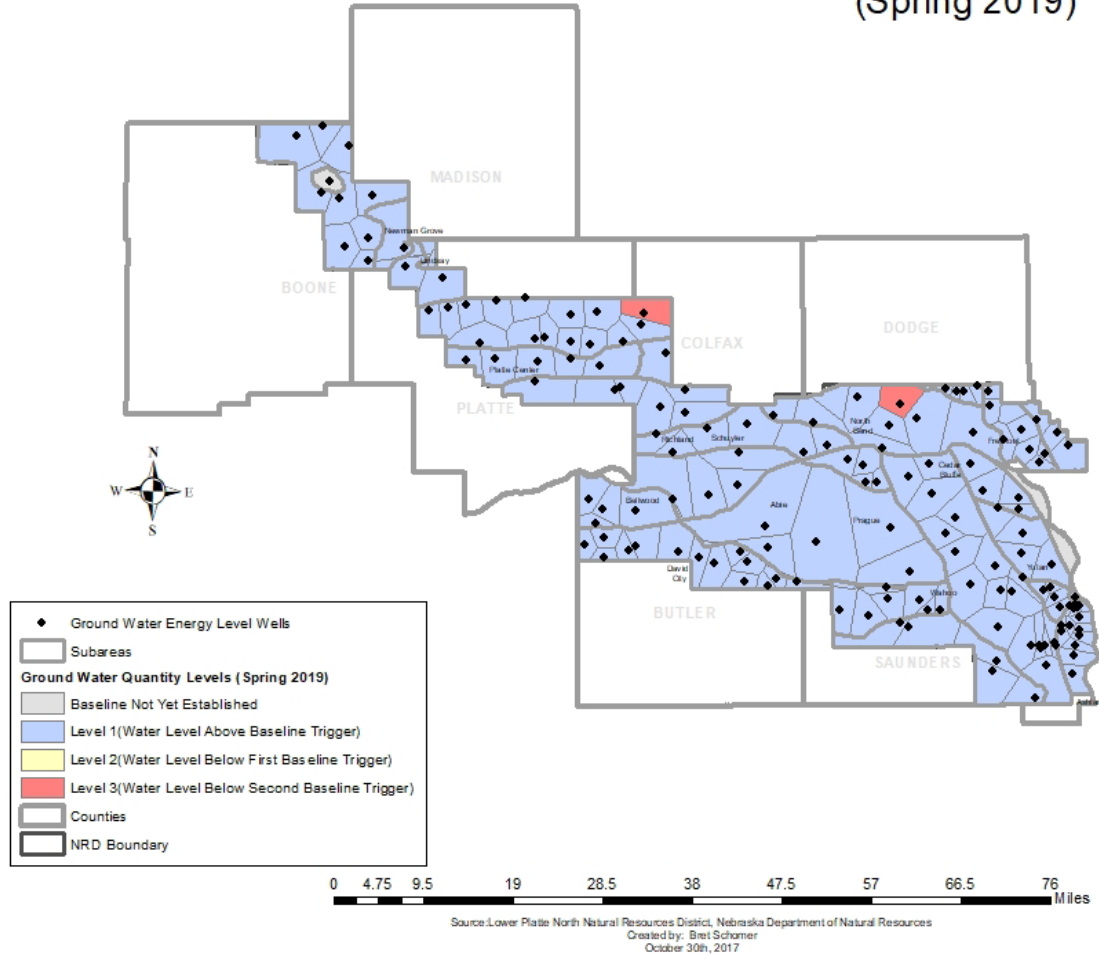 (Spring 2019)
MADISON
Newman Grove
Lindsay
BOONE
DODGE
COLFAX
Platte Center
PLATTE
North
Bend
Richland
Schuyler
Fremont
Cedar
Bluffs
Bellwood
Abie
Prague
David
City
Yutan
Wahoo
BUTLER
SAUNDERS
N
W
E
S
Ground Water Energy Level Wells
Subareas
Ground Water Quantity Levels (Spring 2019)
Baseline Not Yet Established
Level 1(Water Level Above Baseline Trigger)
Level 2(Water Level Below First Baseline Trigger)
Level 3(Water Level Below Second Baseline Trigger)
Counties
NRD Boundary
0 4.75 9.5 19 28.5 38 47.5 57 66.5 76
Miles
Source:Lower Platte North Natural Resources District, Nebraska Department of Natural Resources
Created by: Bret Schomer
October 30th, 2017